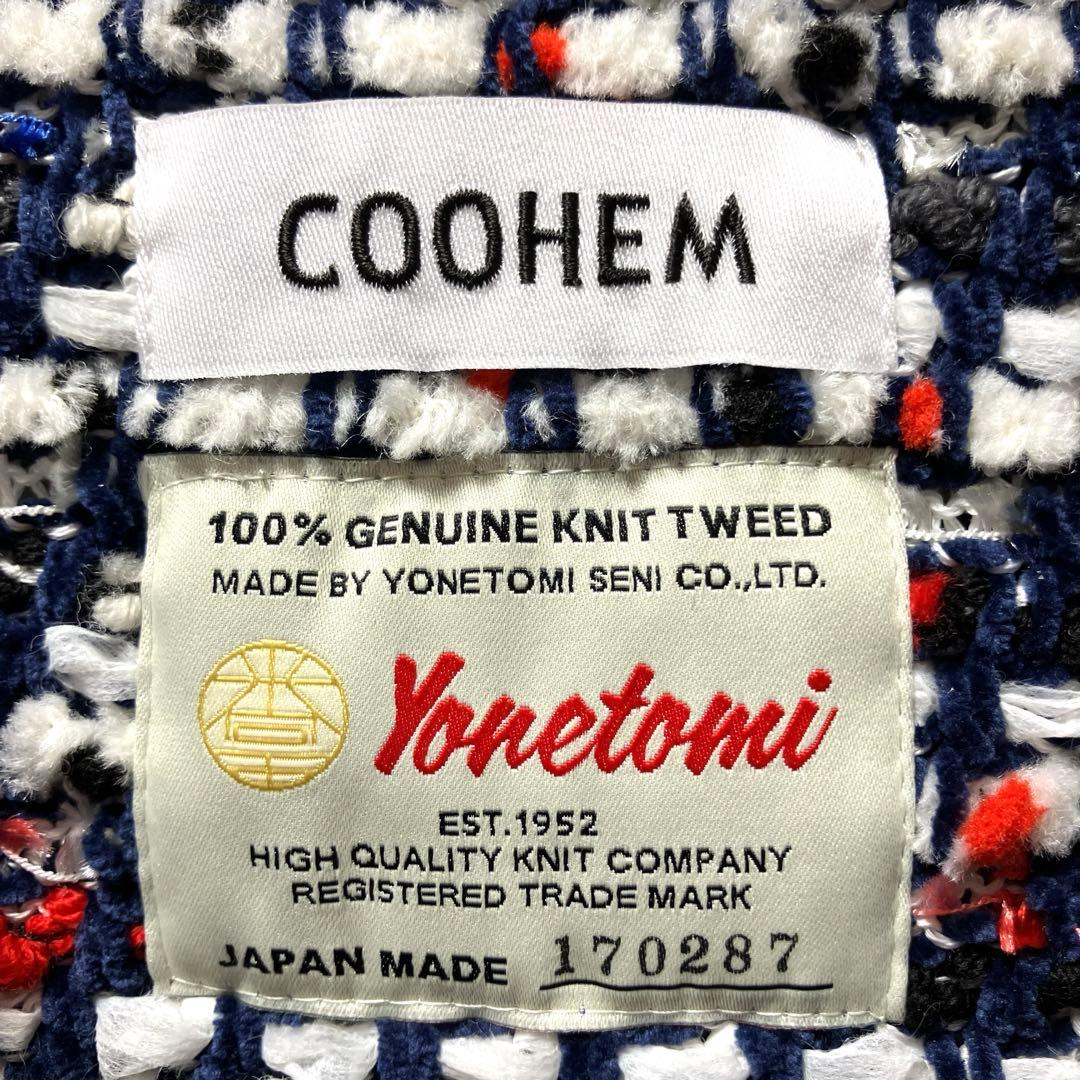 COOHEM
100% GENUINE KNIT TWEED
MADE BY YONETOMI SENI CO.,LTD.
Yonetomi
EST.1952
HIGH QUALITY KNIT COMPANY
REGISTERED TRADE MARK
JAPAN MADE 170287